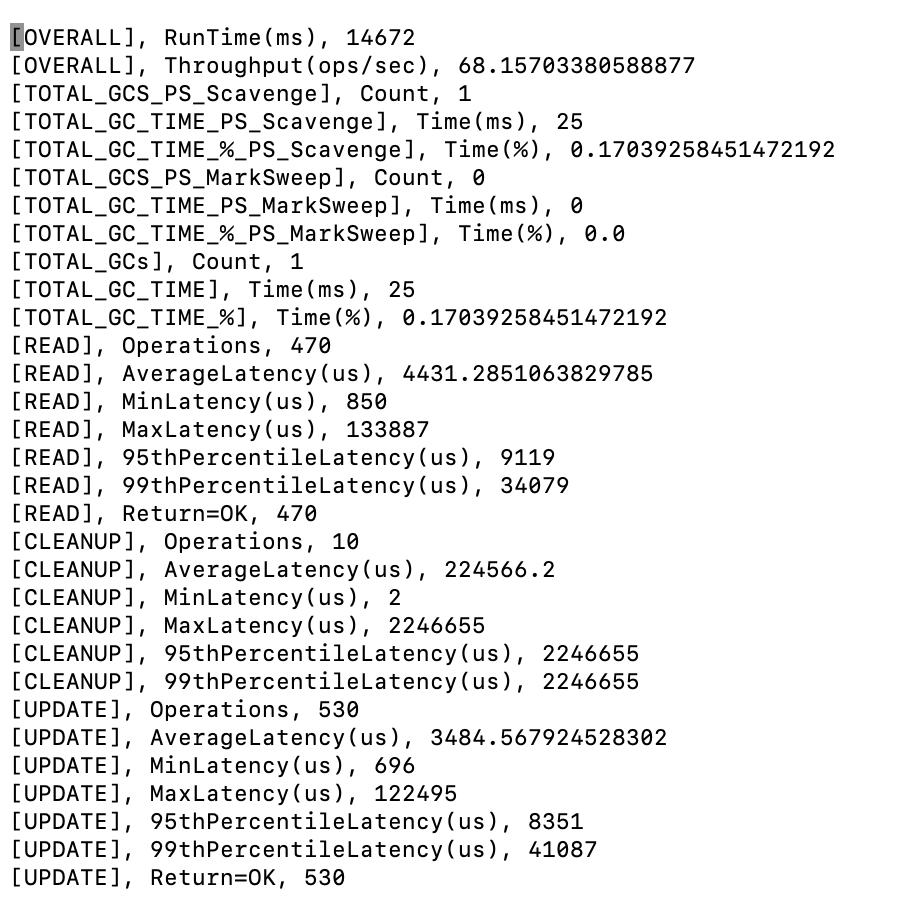 [OVERALL], RunTime(ms), 14672
[OVERALL], Throughput(ops/sec), 68.15703380588877
[TOTAL_GCS_PS_Scavenge], Count, 1
[TOTAL_GC_TIME_PS_Scavenge], Time(ms), 25
[TOTAL_GC_TIME_%_PS_Scavenge], Time(%), 0.17039258451472192
[TOTAL_GCS_PS_MarkSweep], Count, 0
[TOTAL_GC_TIME_PS_MarkSweep], Time(ms), 0
[TOTAL_GC_TIME_%_PS_MarkSweep], Time(%), 0.0
[TOTAL_GCs], Count, 1
[TOTAL_GC_TIME], Time(ms), 25
[TOTAL_GC_TIME_%], Time(%), 0.17039258451472192
[READ], Operations, 470
[READ], AverageLatency(us), 4431.2851063829785
[READ], MinLatency(us), 850
[READ], MaxLatency(us), 133887
[READ], 95thPercentileLatency(us), 9119
[READ], 99thPercentileLatency(us), 34079
[READ], Return=OK, 470
[CLEANUP], Operations, 10
[CLEANUP], AverageLatency(us), 224566.2
[CLEANUP], MinLatency(us), 2
[CLEANUP], MaxLatency(us), 2246655
[CLEANUP], 95thPercentileLatency(us), 2246655
[CLEANUP], 99thPercentileLatency(us), 2246655
[UPDATE], Operations, 530
[UPDATE], AverageLatency(us), 3484.567924528302
[UPDATE], MinLatency(us), 696
[UPDATE], MaxLatency(us), 122495
[UPDATE], 95thPercentileLatency(us), 8351
[UPDATE], 99thPercentileLatency(us), 41087
[UPDATE], Return=OK, 530